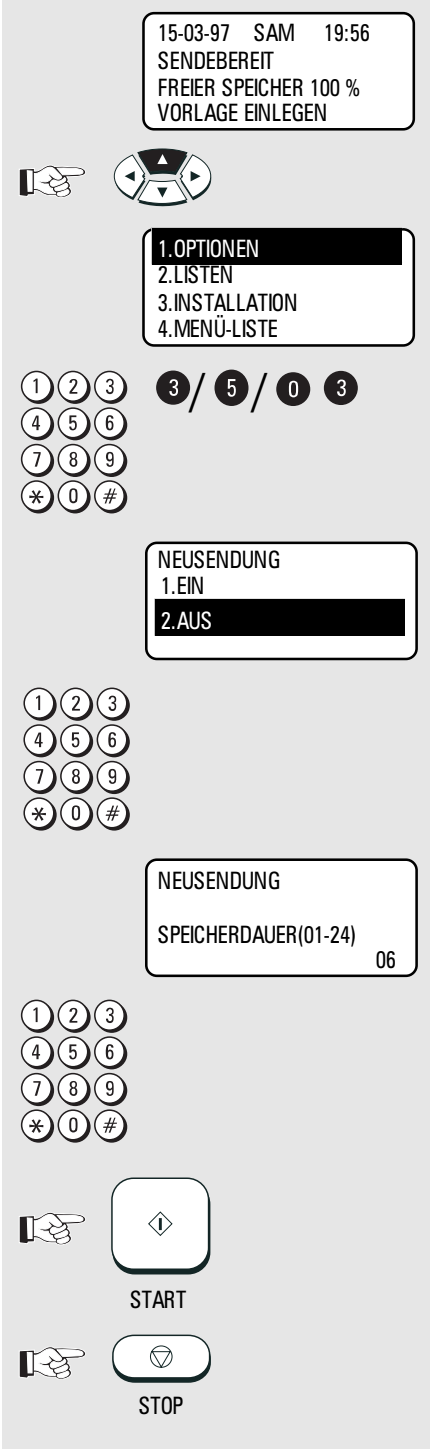 15-03-97 SAM 19:56
SENDEBEREIT
FREIER SPEICHER 100 %
VORLAGE EINLEGEN
1.OPTIONEN
2.LISTEN
3.INSTALLATION
4.MENÜ-LISTE
1 2 3 3 / 5 / 0 3
4 5 6
7 8 9
* 0 #
NEUSENDUNG
1.EIN
2.AUS
1 2 3
4 5 6
7 8 9
* 0 #
NEUSENDUNG
SPEICHERDAUER(01-24)
06
1 2 3
4 5 6
7 8 9
* 0 #
START
STOP